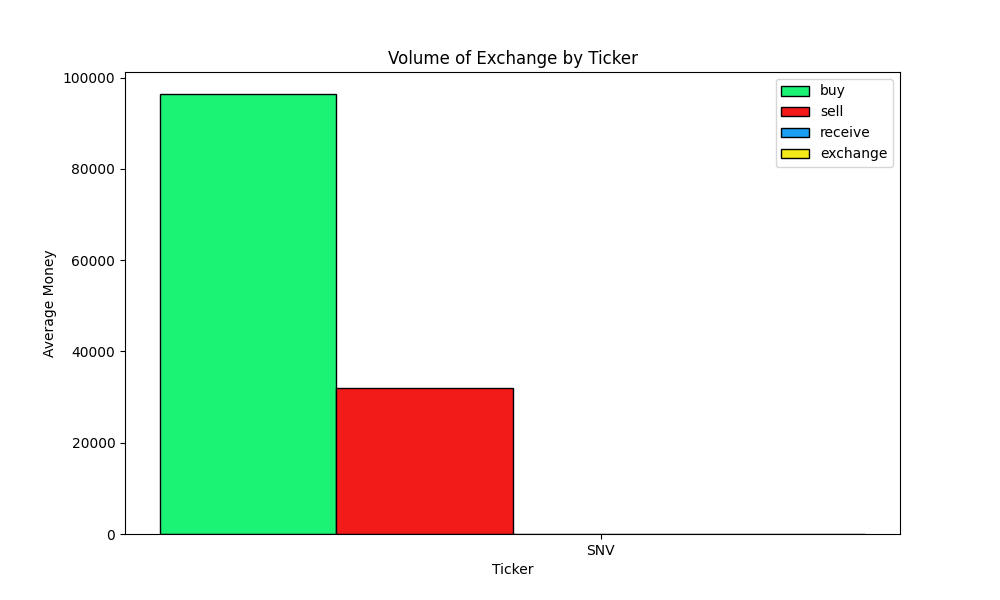 Volume of Exchange by Ticker
100000
80000
60000
40000
20000
0
Average Money
buy
sell
receive
exchange
SNV
Ticker